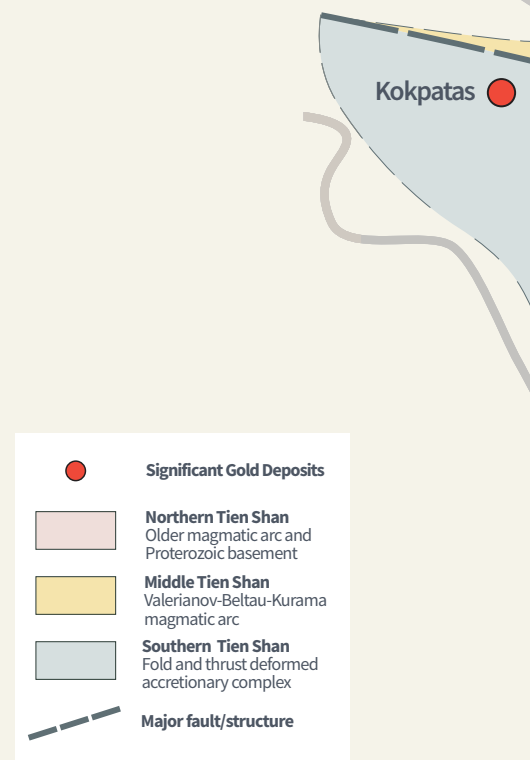 Kokpatas
Significant Gold Deposits
Northern Tien Shan
Older magmatic arc and
Proterozoic basement
Middle Tien Shan
Valerianov-Beltau-Kurama
magmatic arc
Southern Tien Shan
Fold and thrust deformed
accretionary complex
Major fault/structure